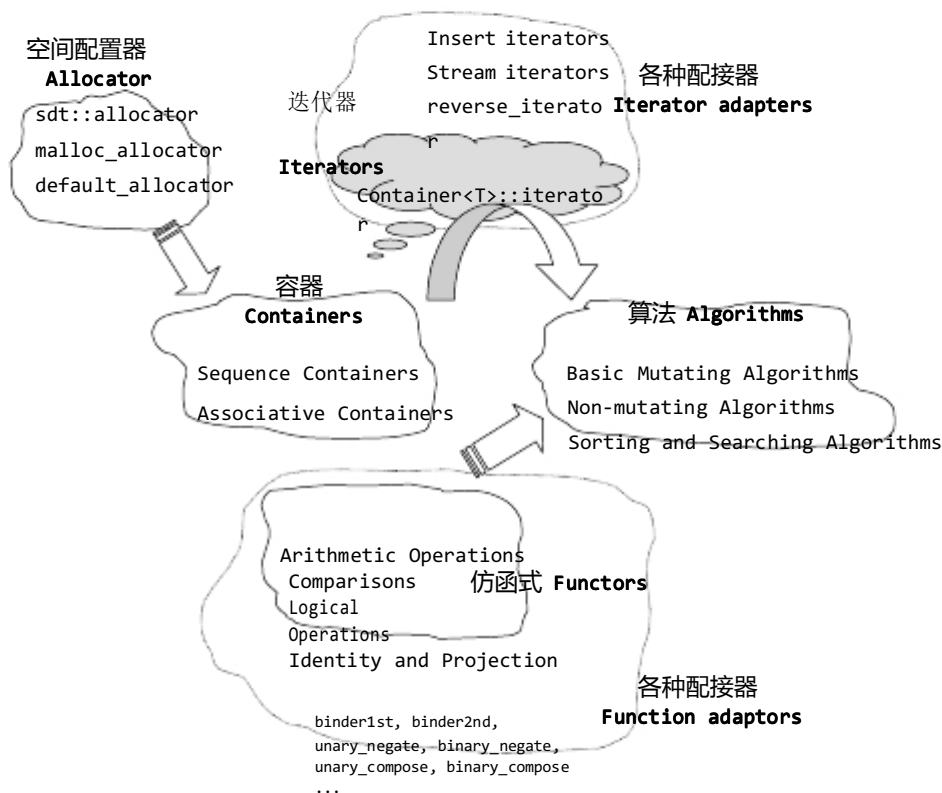 空间配置器
Allocator
sdt::allocator
malloc_allocator
default_allocator
迭代器
Iterators
Insert iterators
Stream iterators
reverse_iterato
r
Container<T>::iterato
r
各种配接器
Iterator adapters
容器
Containers
Sequence Containers
Associative Containers
算法 Algorithms
Basic Mutating Algorithms
Non-mutating Algorithms
Sorting and Searching Algorithms
Arithmetic Operations
Comparisons
Logical
Operations
Identity and Projection
仿函式 Functors
各种配接器
Function adaptors
binder1st, binder2nd,
unary_negate, binary_negate,
unary_compose, binary_compose
...